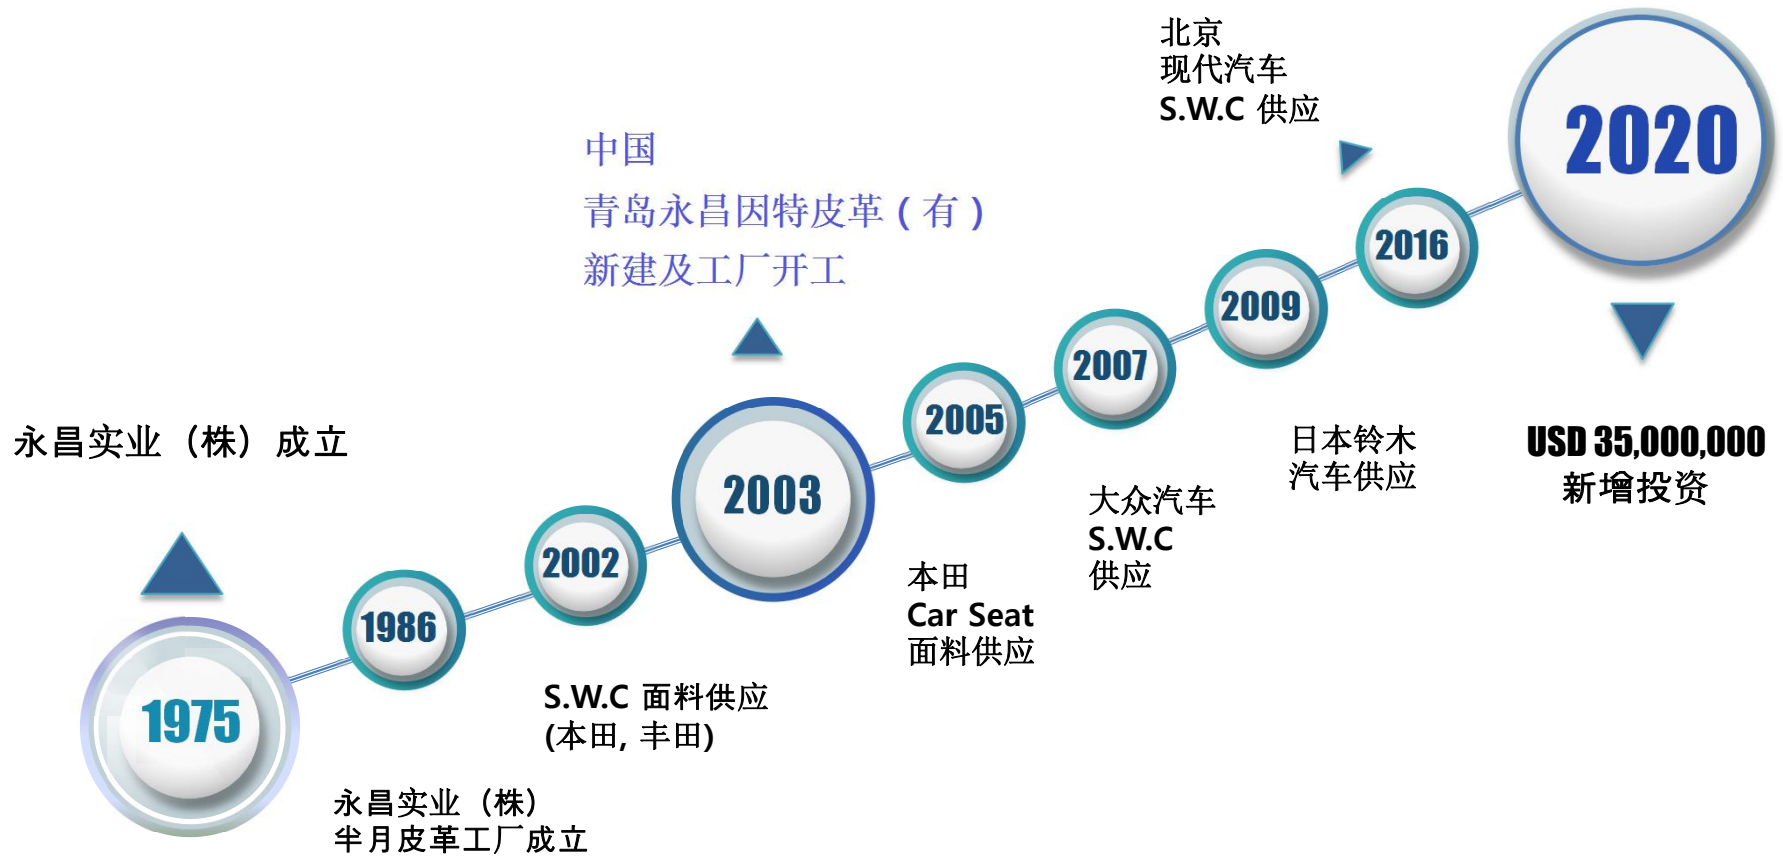 永昌实业（株）成立
1975
1986
永昌实业（株）
半月皮革工厂成立
2002
S.W.C 面料供应
(本田, 丰田)
中国
青岛永昌因特皮革 ( 有 )
新建及工厂开工
2003
2005
本田
Car Seat
面料供应
2007
大众汽车
S.W.C
供应
2009
日本铃木
汽车供应
北京
现代汽车
S.W.C 供应
2016
2020
USD 35,000,000
新增投资